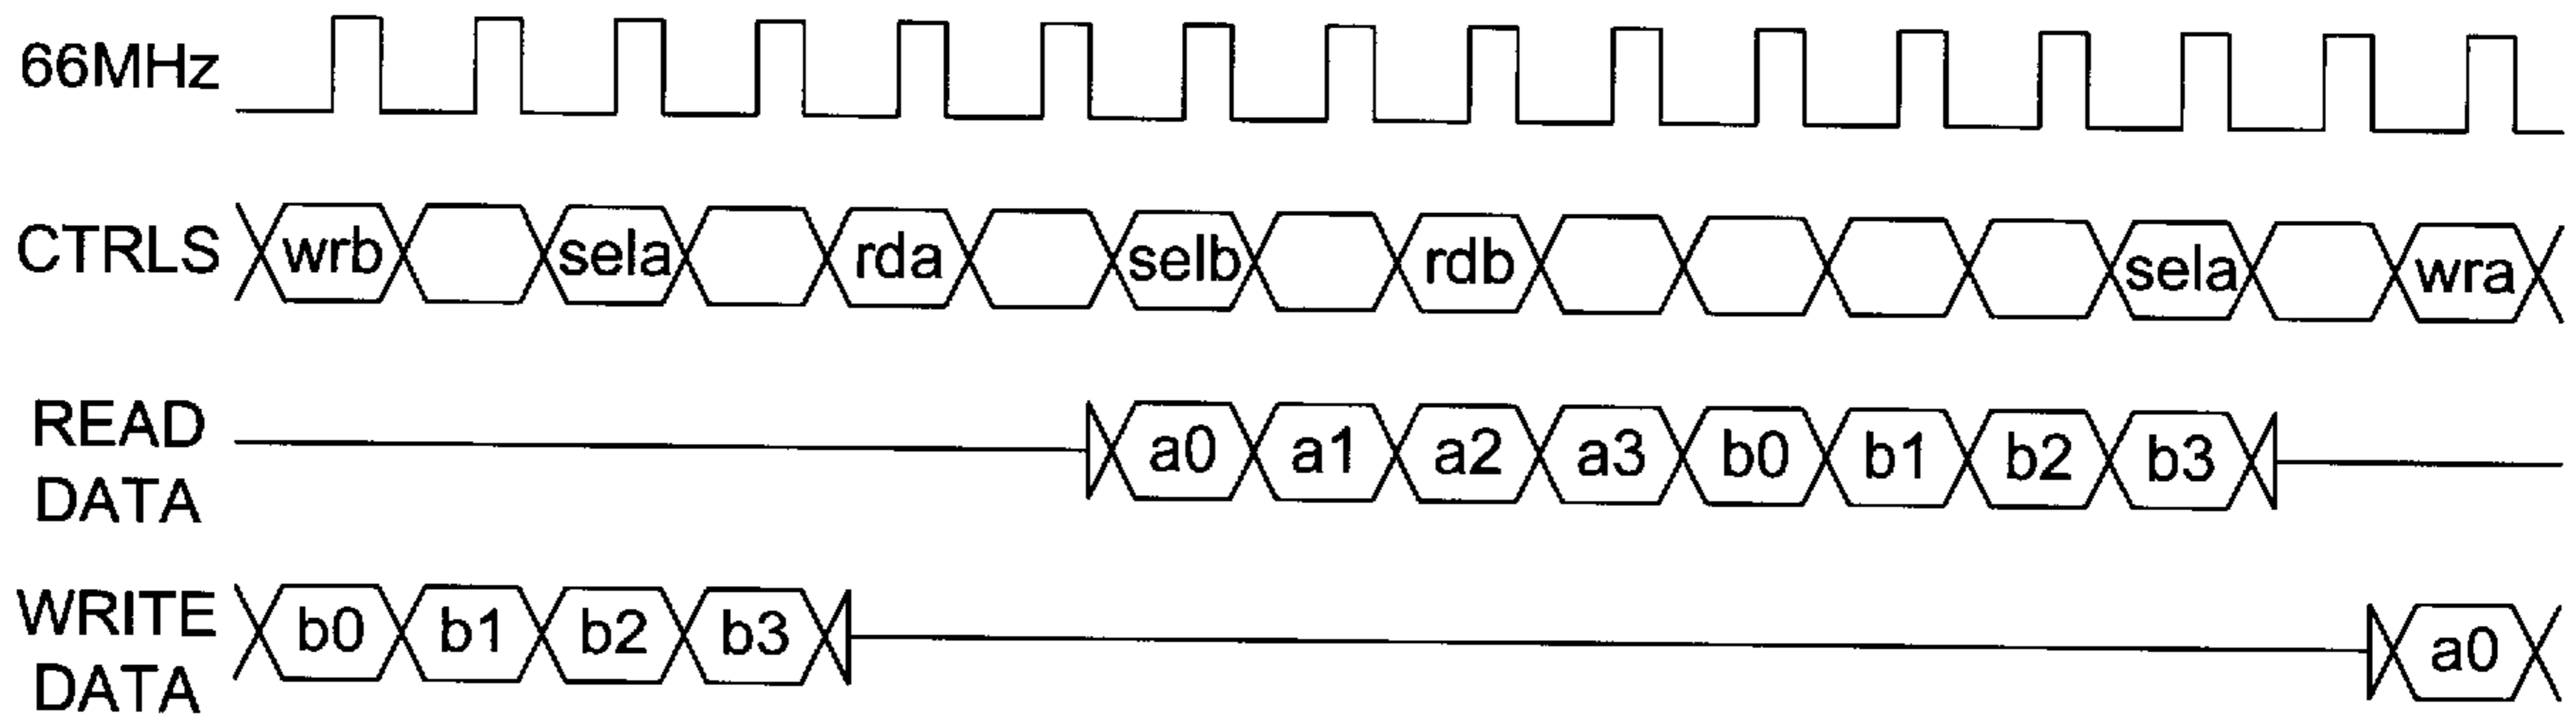 66MHz
CTRLS wrb sela rda selb rdb sela wra
READ
DATA
a0 a1 a2 a3 b0 b1 b2 b3
WRITE
DATA
b0 b1 b2 b3 a0